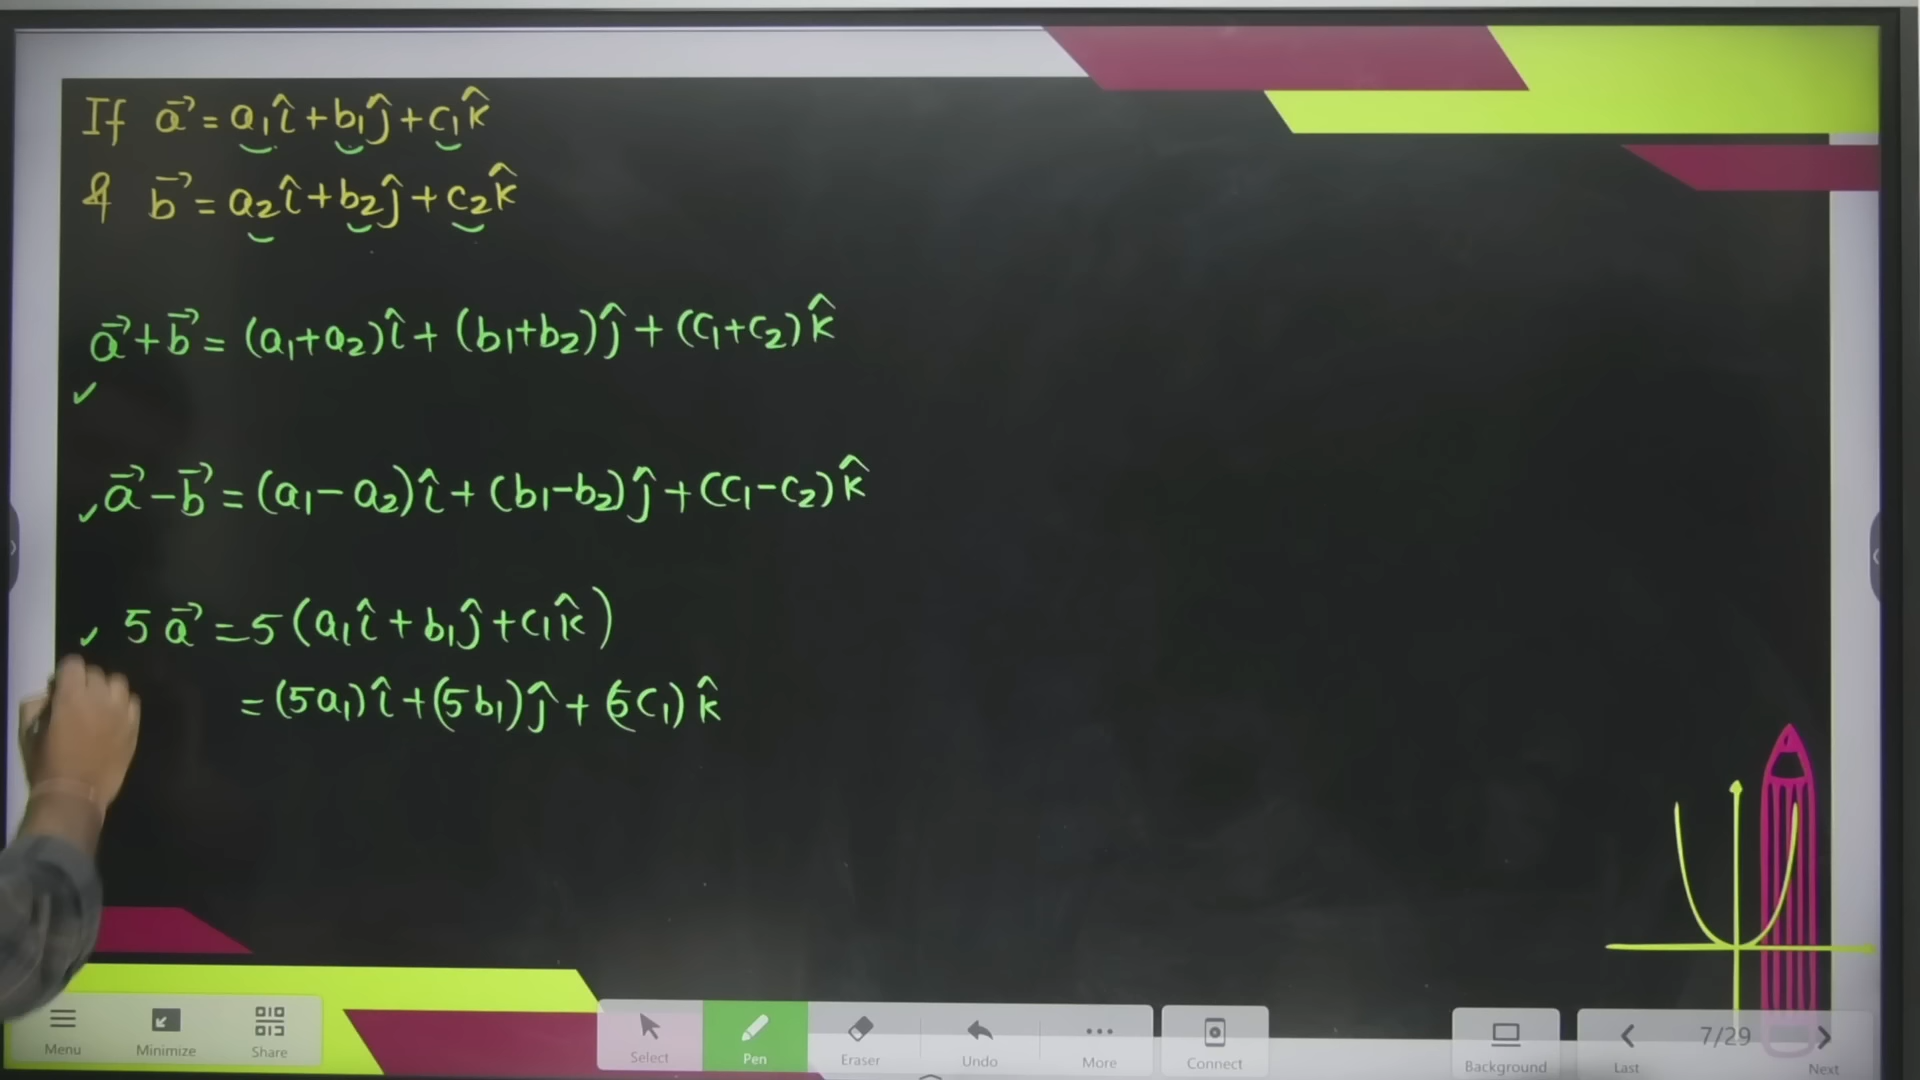 If a⃗ = a₁î + b₁ĵ + c₁k̂
& b⃗ = a₂î + b₂ĵ + c₂k̂
a⃗ + b⃗ = (a₁+a₂)î + (b₁+b₂)ĵ + (c₁+c₂)k̂
✓
✓ a⃗ − b⃗ = (a₁−a₂)î + (b₁−b₂)ĵ + (c₁−c₂)k̂
✓ 5a⃗ = 5(a₁î + b₁ĵ + c₁k̂)
= (5a₁)î + (5b₁)ĵ + (5c₁)k̂
Menu Minimize Share Select Pen Eraser Undo More Connect Background Last 7/29 Next